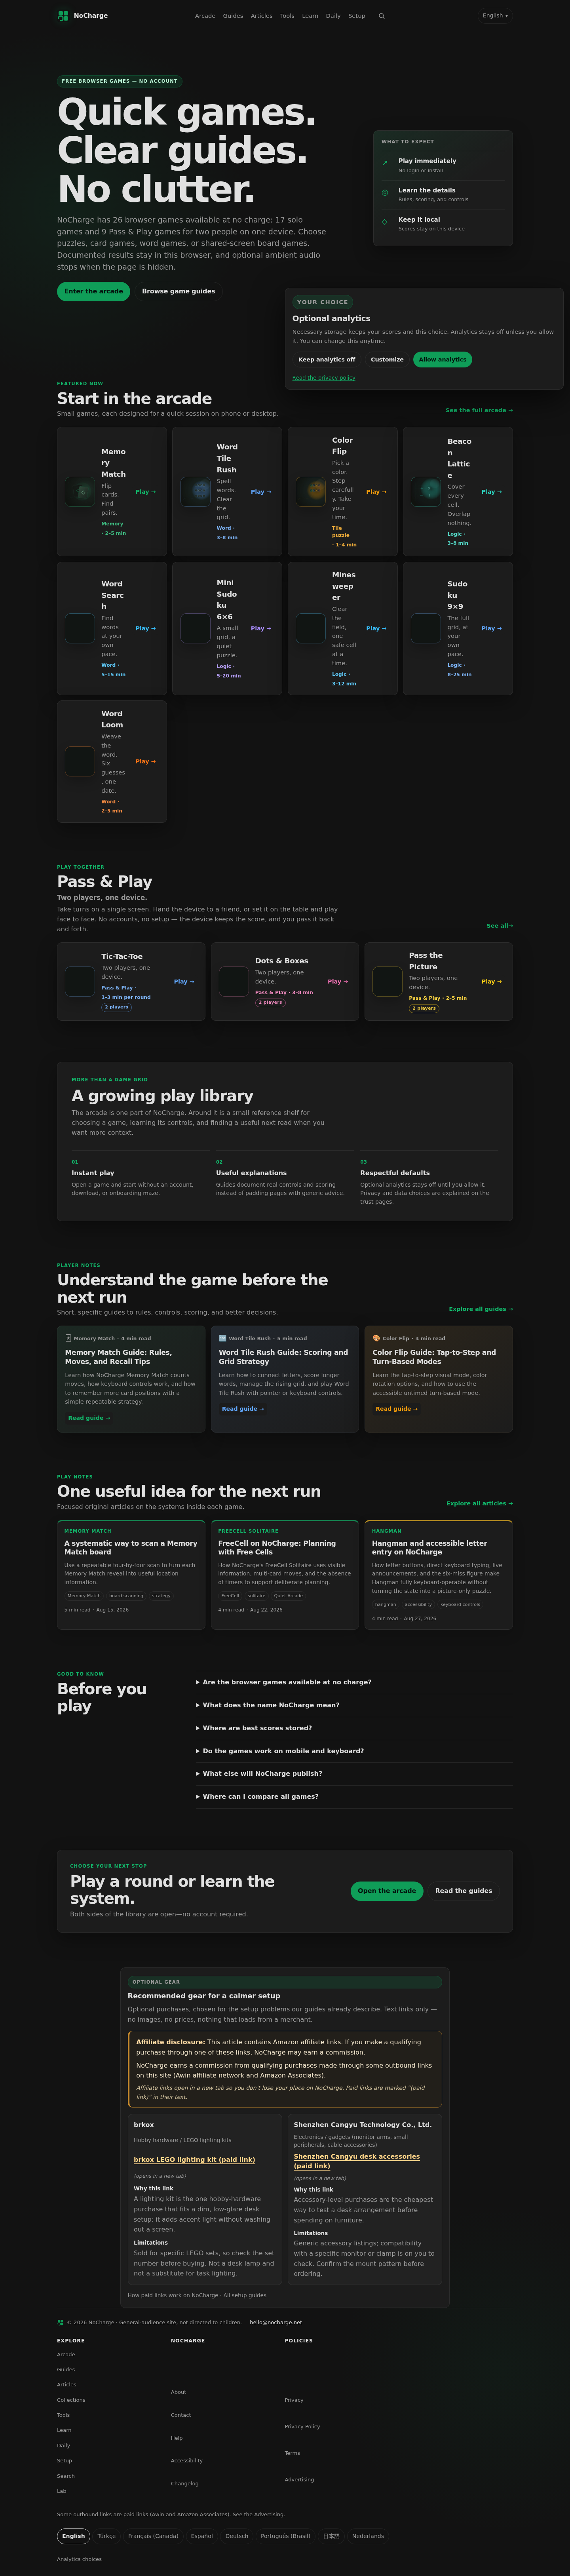 NoCharge
Arcade Guides Articles Tools Learn Daily Setup
English ▾
FREE BROWSER GAMES — NO ACCOUNT
Quick games.
Clear guides.
No clutter.
NoCharge has 26 browser games available at no charge: 17 solo
games and 9 Pass & Play games for two people on one device. Choose
puzzles, card games, word games, or shared-screen board games.
Documented results stay in this browser, and optional ambient audio
stops when the page is hidden.
Enter the arcade
Browse game guides
WHAT TO EXPECT
↗ Play immediately
No login or install
◎ Learn the details
Rules, scoring, and controls
◇ Keep it local
Scores stay on this device
YOUR CHOICE
Optional analytics
Necessary storage keeps your scores and this choice. Analytics stays off unless you allow
it. You can change this anytime.
Keep analytics off
Customize
Allow analytics
Read the privacy policy
FEATURED NOW
Start in the arcade
Small games, each designed for a quick session on phone or desktop.
See the full arcade →
Memo
ry
Match
Flip
cards.
Find
pairs.
Memory
· 2–5 min
Play →
Word
Tile
Rush
Spell
words.
Clear
the
grid.
Word ·
3–8 min
Play →
Color
Flip
Pick a
color.
Step
carefull
y. Take
your
time.
Tile
puzzle
· 1–4 min
Play →
Beaco
n
Lattic
e
Cover
every
cell.
Overlap
nothing.
Logic ·
3–8 min
Play →
Word
Searc
h
Find
words
at your
own
pace.
Word ·
5–15 min
Play →
Mini
Sudo
ku
6×6
A small
grid, a
quiet
puzzle.
Logic ·
5–20 min
Play →
Mines
weep
er
Clear
the
field,
one
safe cell
at a
time.
Logic ·
3–12 min
Play →
Sudo
ku
9×9
The full
grid, at
your
own
pace.
Logic ·
8–25 min
Play →
Word
Loom
Weave
the
word.
Six
guesses
, one
date.
Word ·
2–5 min
Play →
PLAY TOGETHER
Pass & Play
Two players, one device.
Take turns on a single screen. Hand the device to a friend, or set it on the table and play
face to face. No accounts, no setup — the device keeps the score, and you pass it back
and forth.
See all→
Tic-Tac-Toe
Two players, one
device.
Pass & Play ·
1–3 min per round
2 players
Play →
Dots & Boxes
Two players, one
device.
Pass & Play · 3–8 min
2 players
Play →
Pass the
Picture
Two players, one
device.
Pass & Play · 2–5 min
2 players
Play →
MORE THAN A GAME GRID
A growing play library
The arcade is one part of NoCharge. Around it is a small reference shelf for
choosing a game, learning its controls, and finding a useful next read when you
want more context.
01
Instant play
Open a game and start without an account,
download, or onboarding maze.
02
Useful explanations
Guides document real controls and scoring
instead of padding pages with generic advice.
03
Respectful defaults
Optional analytics stays off until you allow it.
Privacy and data choices are explained on the
trust pages.
PLAYER NOTES
Understand the game before the
next run
Short, specific guides to rules, controls, scoring, and better decisions.
Explore all guides →
Memory Match · 4 min read
Memory Match Guide: Rules,
Moves, and Recall Tips
Learn how NoCharge Memory Match counts
moves, how keyboard controls work, and how
to remember more card positions with a
simple repeatable strategy.
Read guide →
Word Tile Rush · 5 min read
Word Tile Rush Guide: Scoring and
Grid Strategy
Learn how to connect letters, score longer
words, manage the rising grid, and play Word
Tile Rush with pointer or keyboard controls.
Read guide →
Color Flip · 4 min read
Color Flip Guide: Tap-to-Step and
Turn-Based Modes
Learn the tap-to-step visual mode, color
rotation options, and how to use the
accessible untimed turn-based mode.
Read guide →
PLAY NOTES
One useful idea for the next run
Focused original articles on the systems inside each game.
Explore all articles →
MEMORY MATCH
A systematic way to scan a Memory
Match board
Use a repeatable four-by-four scan to turn each
Memory Match reveal into useful location
information.
Memory Match board scanning strategy
5 min read · Aug 15, 2026
FREECELL SOLITAIRE
FreeCell on NoCharge: Planning
with Free Cells
How NoCharge's FreeCell Solitaire uses visible
information, multi-card moves, and the absence
of timers to support deliberate planning.
FreeCell solitaire Quiet Arcade
4 min read · Aug 22, 2026
HANGMAN
Hangman and accessible letter
entry on NoCharge
How letter buttons, direct keyboard typing, live
announcements, and the six-miss figure make
Hangman fully keyboard-operable without
turning the state into a picture-only puzzle.
hangman accessibility keyboard controls
4 min read · Aug 27, 2026
GOOD TO KNOW
Before you
play
▶ Are the browser games available at no charge?
▶ What does the name NoCharge mean?
▶ Where are best scores stored?
▶ Do the games work on mobile and keyboard?
▶ What else will NoCharge publish?
▶ Where can I compare all games?
CHOOSE YOUR NEXT STOP
Play a round or learn the
system.
Both sides of the library are open—no account required.
Open the arcade
Read the guides
OPTIONAL GEAR
Recommended gear for a calmer setup
Optional purchases, chosen for the setup problems our guides already describe. Text links only —
no images, no prices, nothing that loads from a merchant.
Affiliate disclosure: This article contains Amazon affiliate links. If you make a qualifying
purchase through one of these links, NoCharge may earn a commission.
NoCharge earns a commission from qualifying purchases made through some outbound links
on this site (Awin affiliate network and Amazon Associates).
Affiliate links open in a new tab so you don't lose your place on NoCharge. Paid links are marked "(paid
link)" in their text.
brkox
Hobby hardware / LEGO lighting kits
brkox LEGO lighting kit (paid link)
(opens in a new tab)
Why this link
A lighting kit is the one hobby-hardware
purchase that fits a dim, low-glare desk
setup: it adds accent light without washing
out a screen.
Limitations
Sold for specific LEGO sets, so check the set
number before buying. Not a desk lamp and
not a substitute for task lighting.
Shenzhen Cangyu Technology Co., Ltd.
Electronics / gadgets (monitor arms, small
peripherals, cable accessories)
Shenzhen Cangyu desk accessories
(paid link)
(opens in a new tab)
Why this link
Accessory-level purchases are the cheapest
way to test a desk arrangement before
spending on furniture.
Limitations
Generic accessory listings; compatibility
with a specific monitor or clamp is on you to
check. Confirm the mount pattern before
ordering.
How paid links work on NoCharge · All setup guides
© 2026 NoCharge · General-audience site, not directed to children. hello@nocharge.net
EXPLORE
Arcade
Guides
Articles
Collections
Tools
Learn
Daily
Setup
Search
Lab
NOCHARGE
About
Contact
Help
Accessibility
Changelog
POLICIES
Privacy
Privacy Policy
Terms
Advertising
Some outbound links are paid links (Awin and Amazon Associates). See the Advertising.
English Türkçe Français (Canada) Español Deutsch Português (Brasil) 日本語 Nederlands
Analytics choices